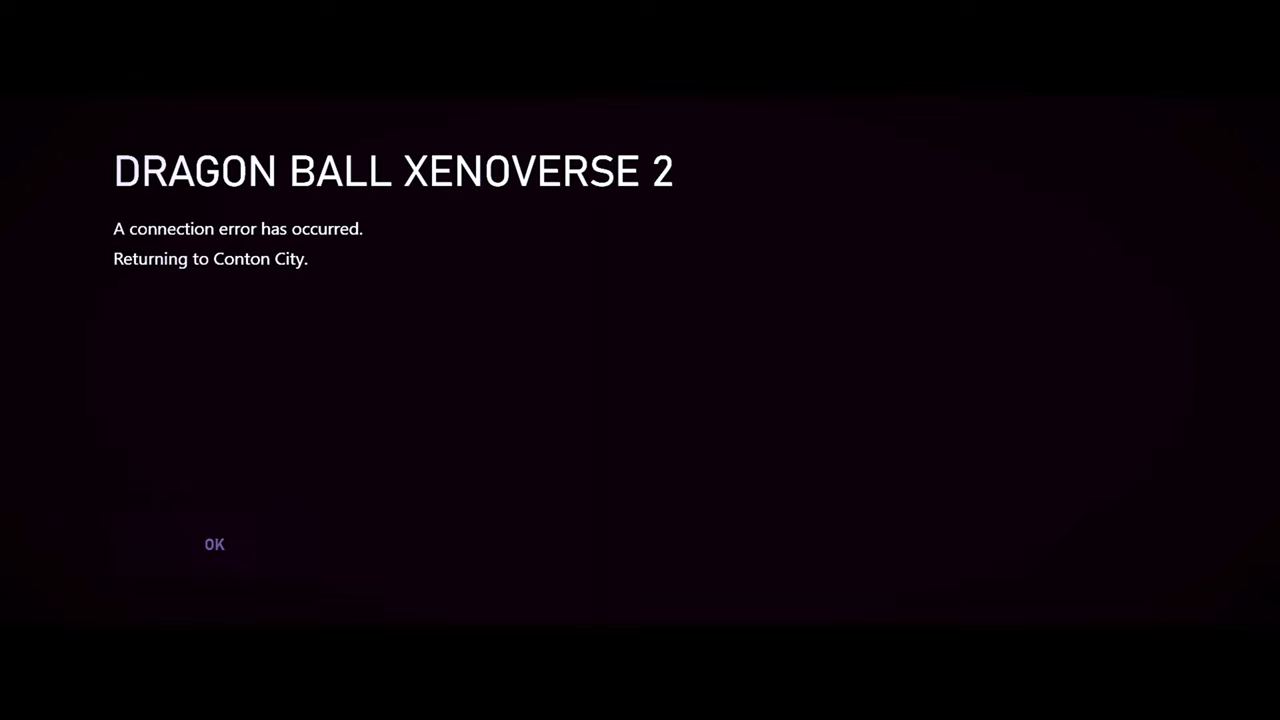 DRAGON BALL XENOVERSE 2
A connection error has occurred.
Returning to Conton City.
OK